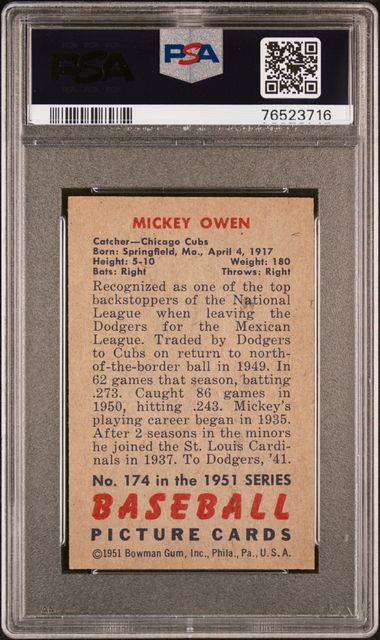 PSA
PSA
76523716
MICKEY OWEN
Catcher—Chicago Cubs
Born: Springfield, Mo., April 4, 1917
Height: 5-10 Weight: 180
Bats: Right Throws: Right
Recognized as one of the top
backstoppers of the National
League when leaving the
Dodgers for the Mexican
League. Traded by Dodgers
to Cubs on return to north-
of-the-border ball in 1949. In
62 games that season, batting
.273. Caught 86 games in
1950, hitting .243. Mickey's
playing career began in 1935.
After 2 seasons in the minors
he joined the St. Louis Cardi-
nals in 1937. To Dodgers, '41.
No. 174 in the 1951 SERIES
BASEBALL
PICTURE CARDS
©1951 Bowman Gum, Inc., Phila., Pa., U. S. A.